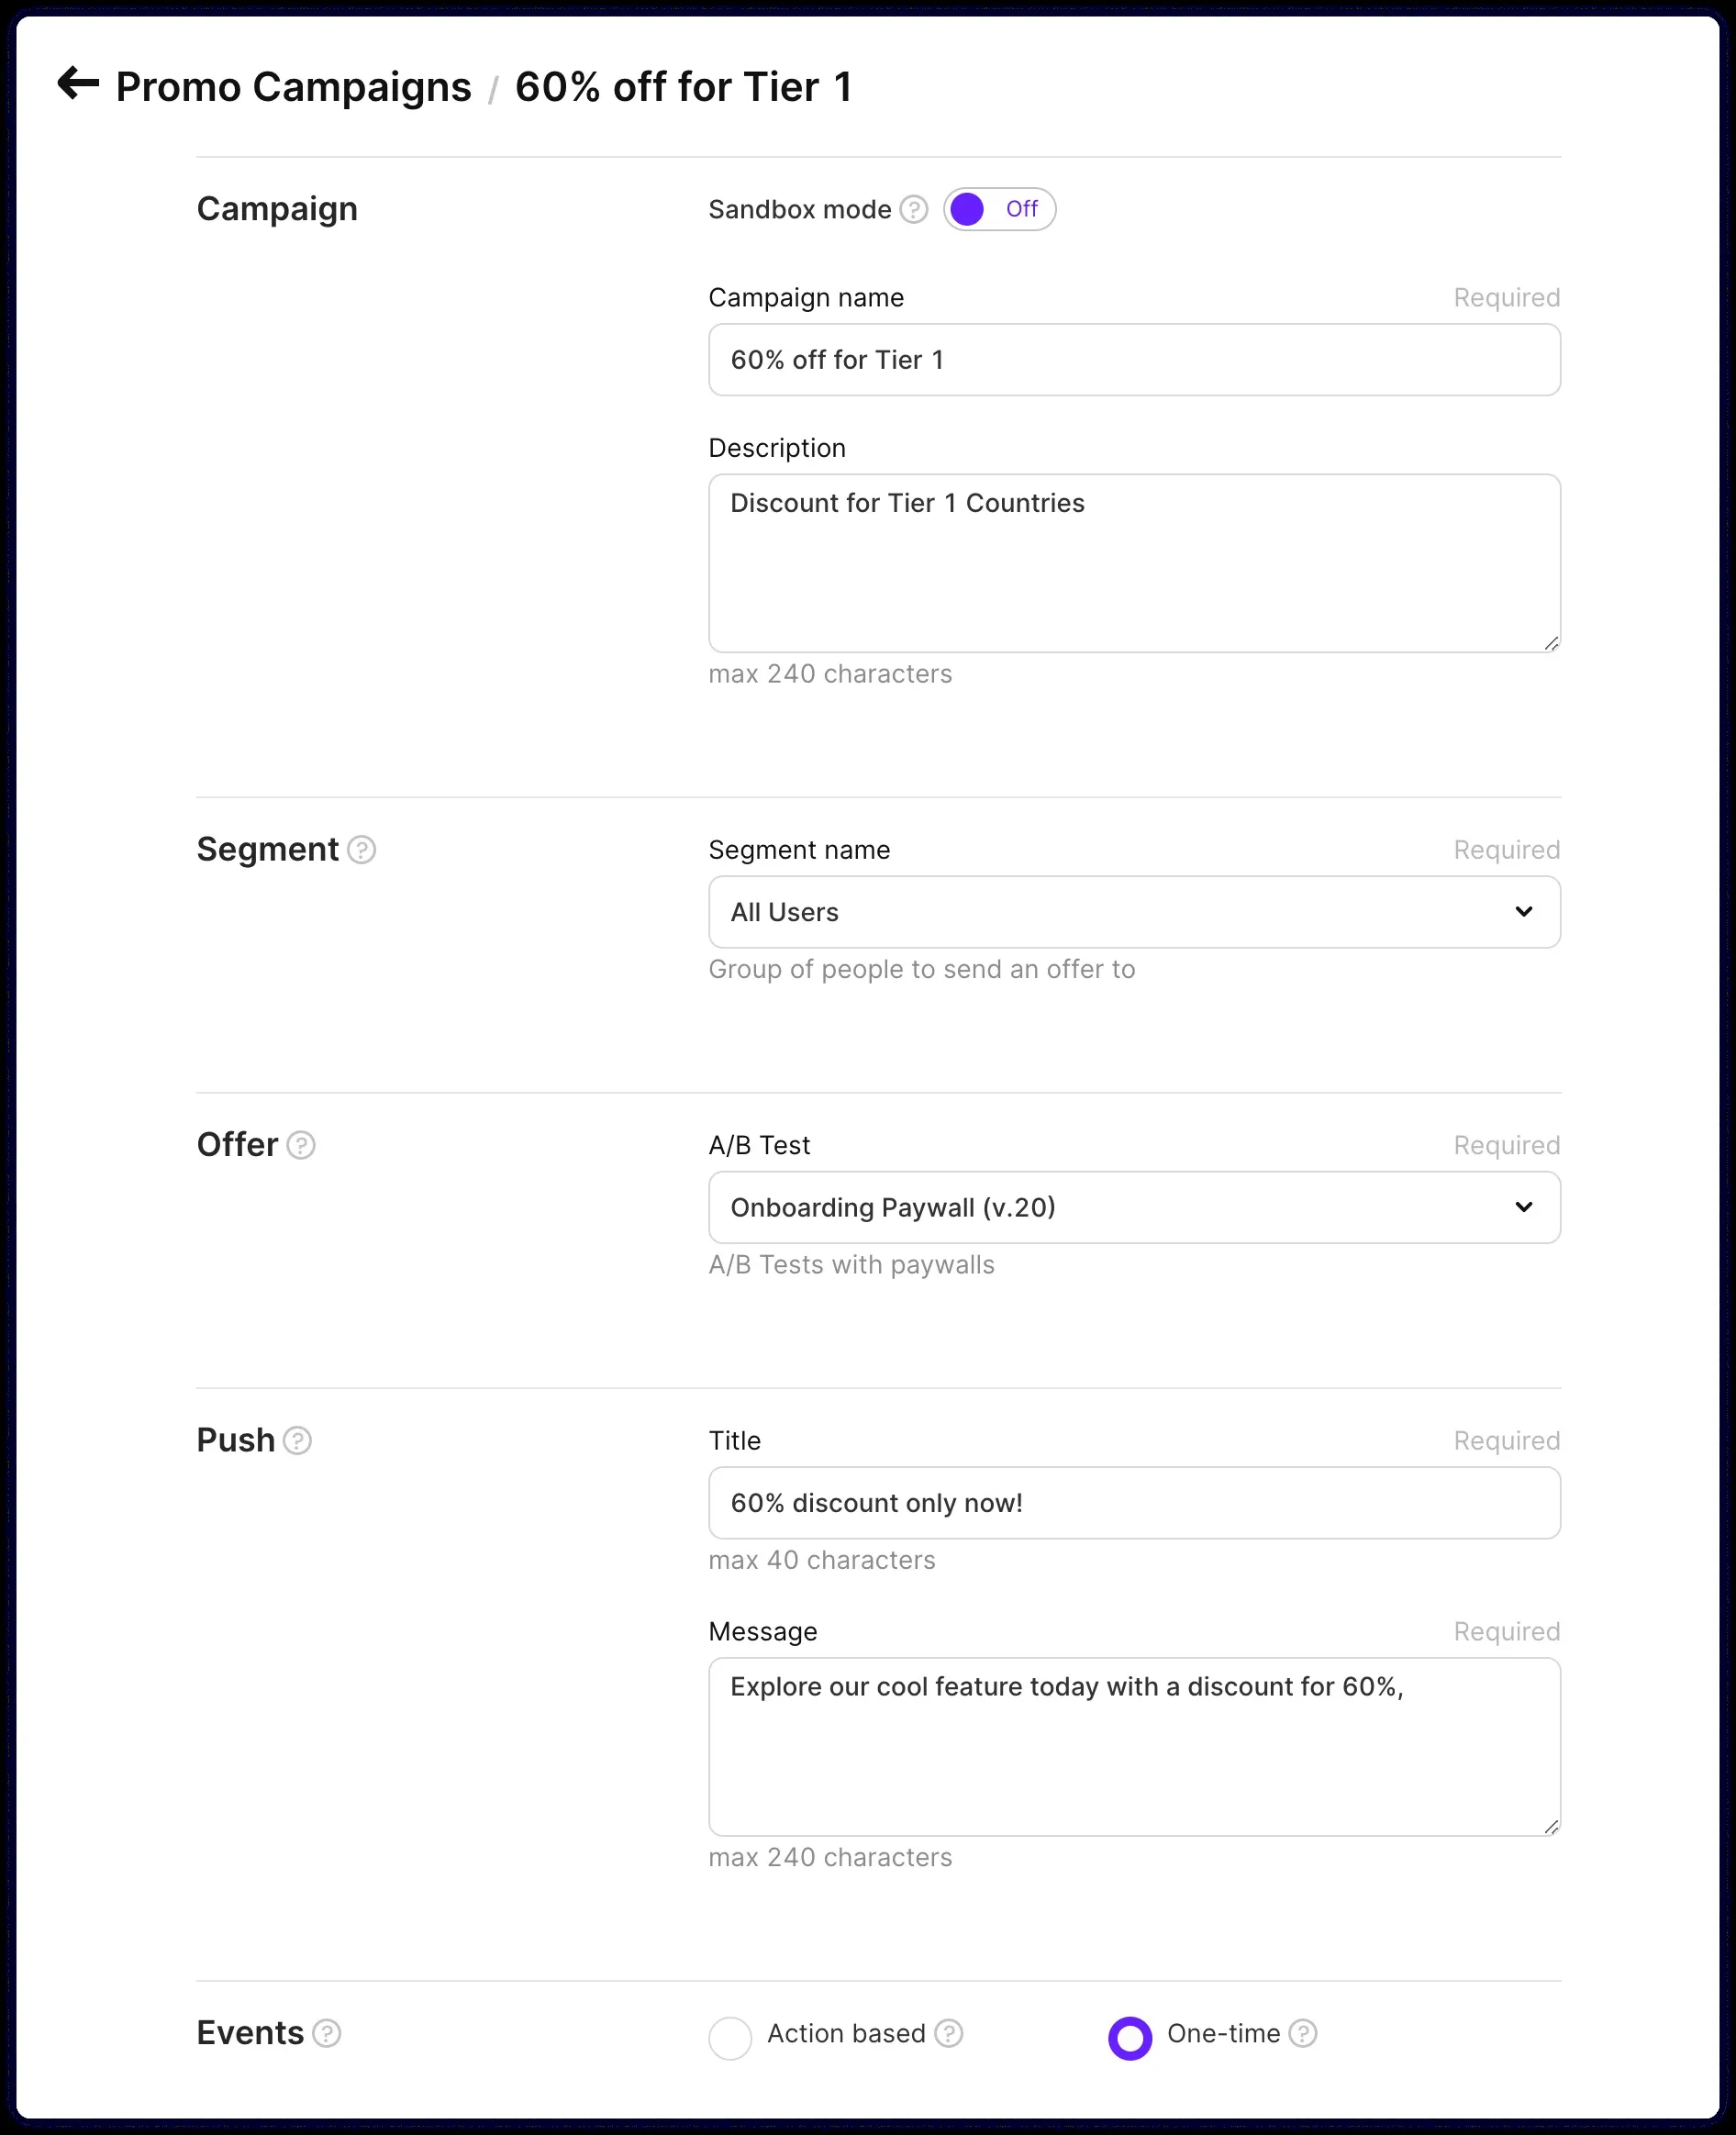 Promo Campaigns / 60% off for Tier 1
Campaign
Sandbox mode ? Off
Campaign name Required
60% off for Tier 1
Description
Discount for Tier 1 Countries
max 240 characters
Segment ?
Segment name Required
All Users
Group of people to send an offer to
Offer ?
A/B Test Required
Onboarding Paywall (v.20)
A/B Tests with paywalls
Push ?
Title Required
60% discount only now!
max 40 characters
Message Required
Explore our cool feature today with a discount for 60%,
max 240 characters
Events ?
Action based ? One-time ?